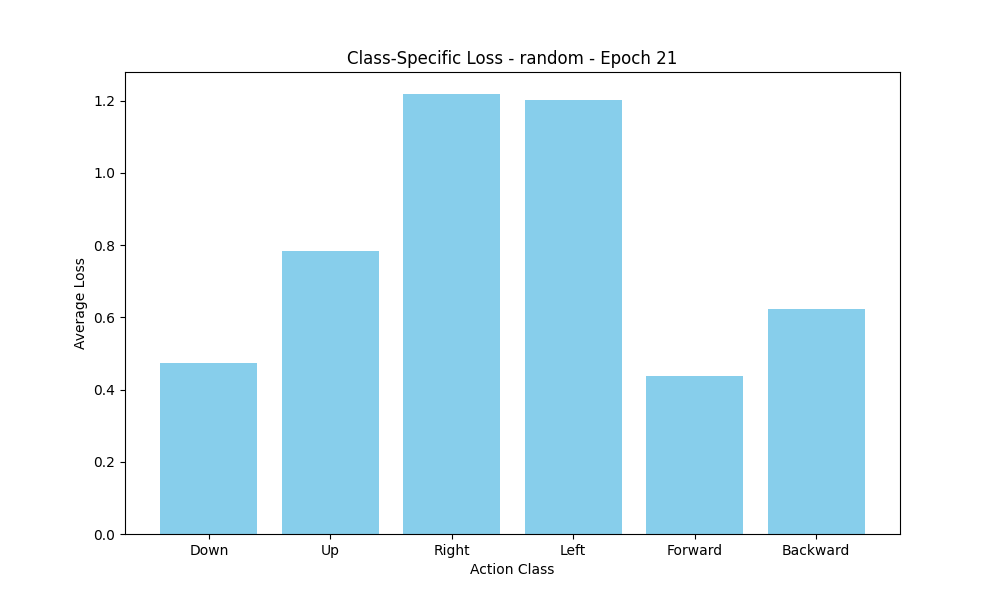 Class-Specific Loss - random - Epoch 21
1.2
1.0
0.8
0.6
0.4
0.2
0.0
Average Loss
Down Up Right Left Forward Backward
Action Class